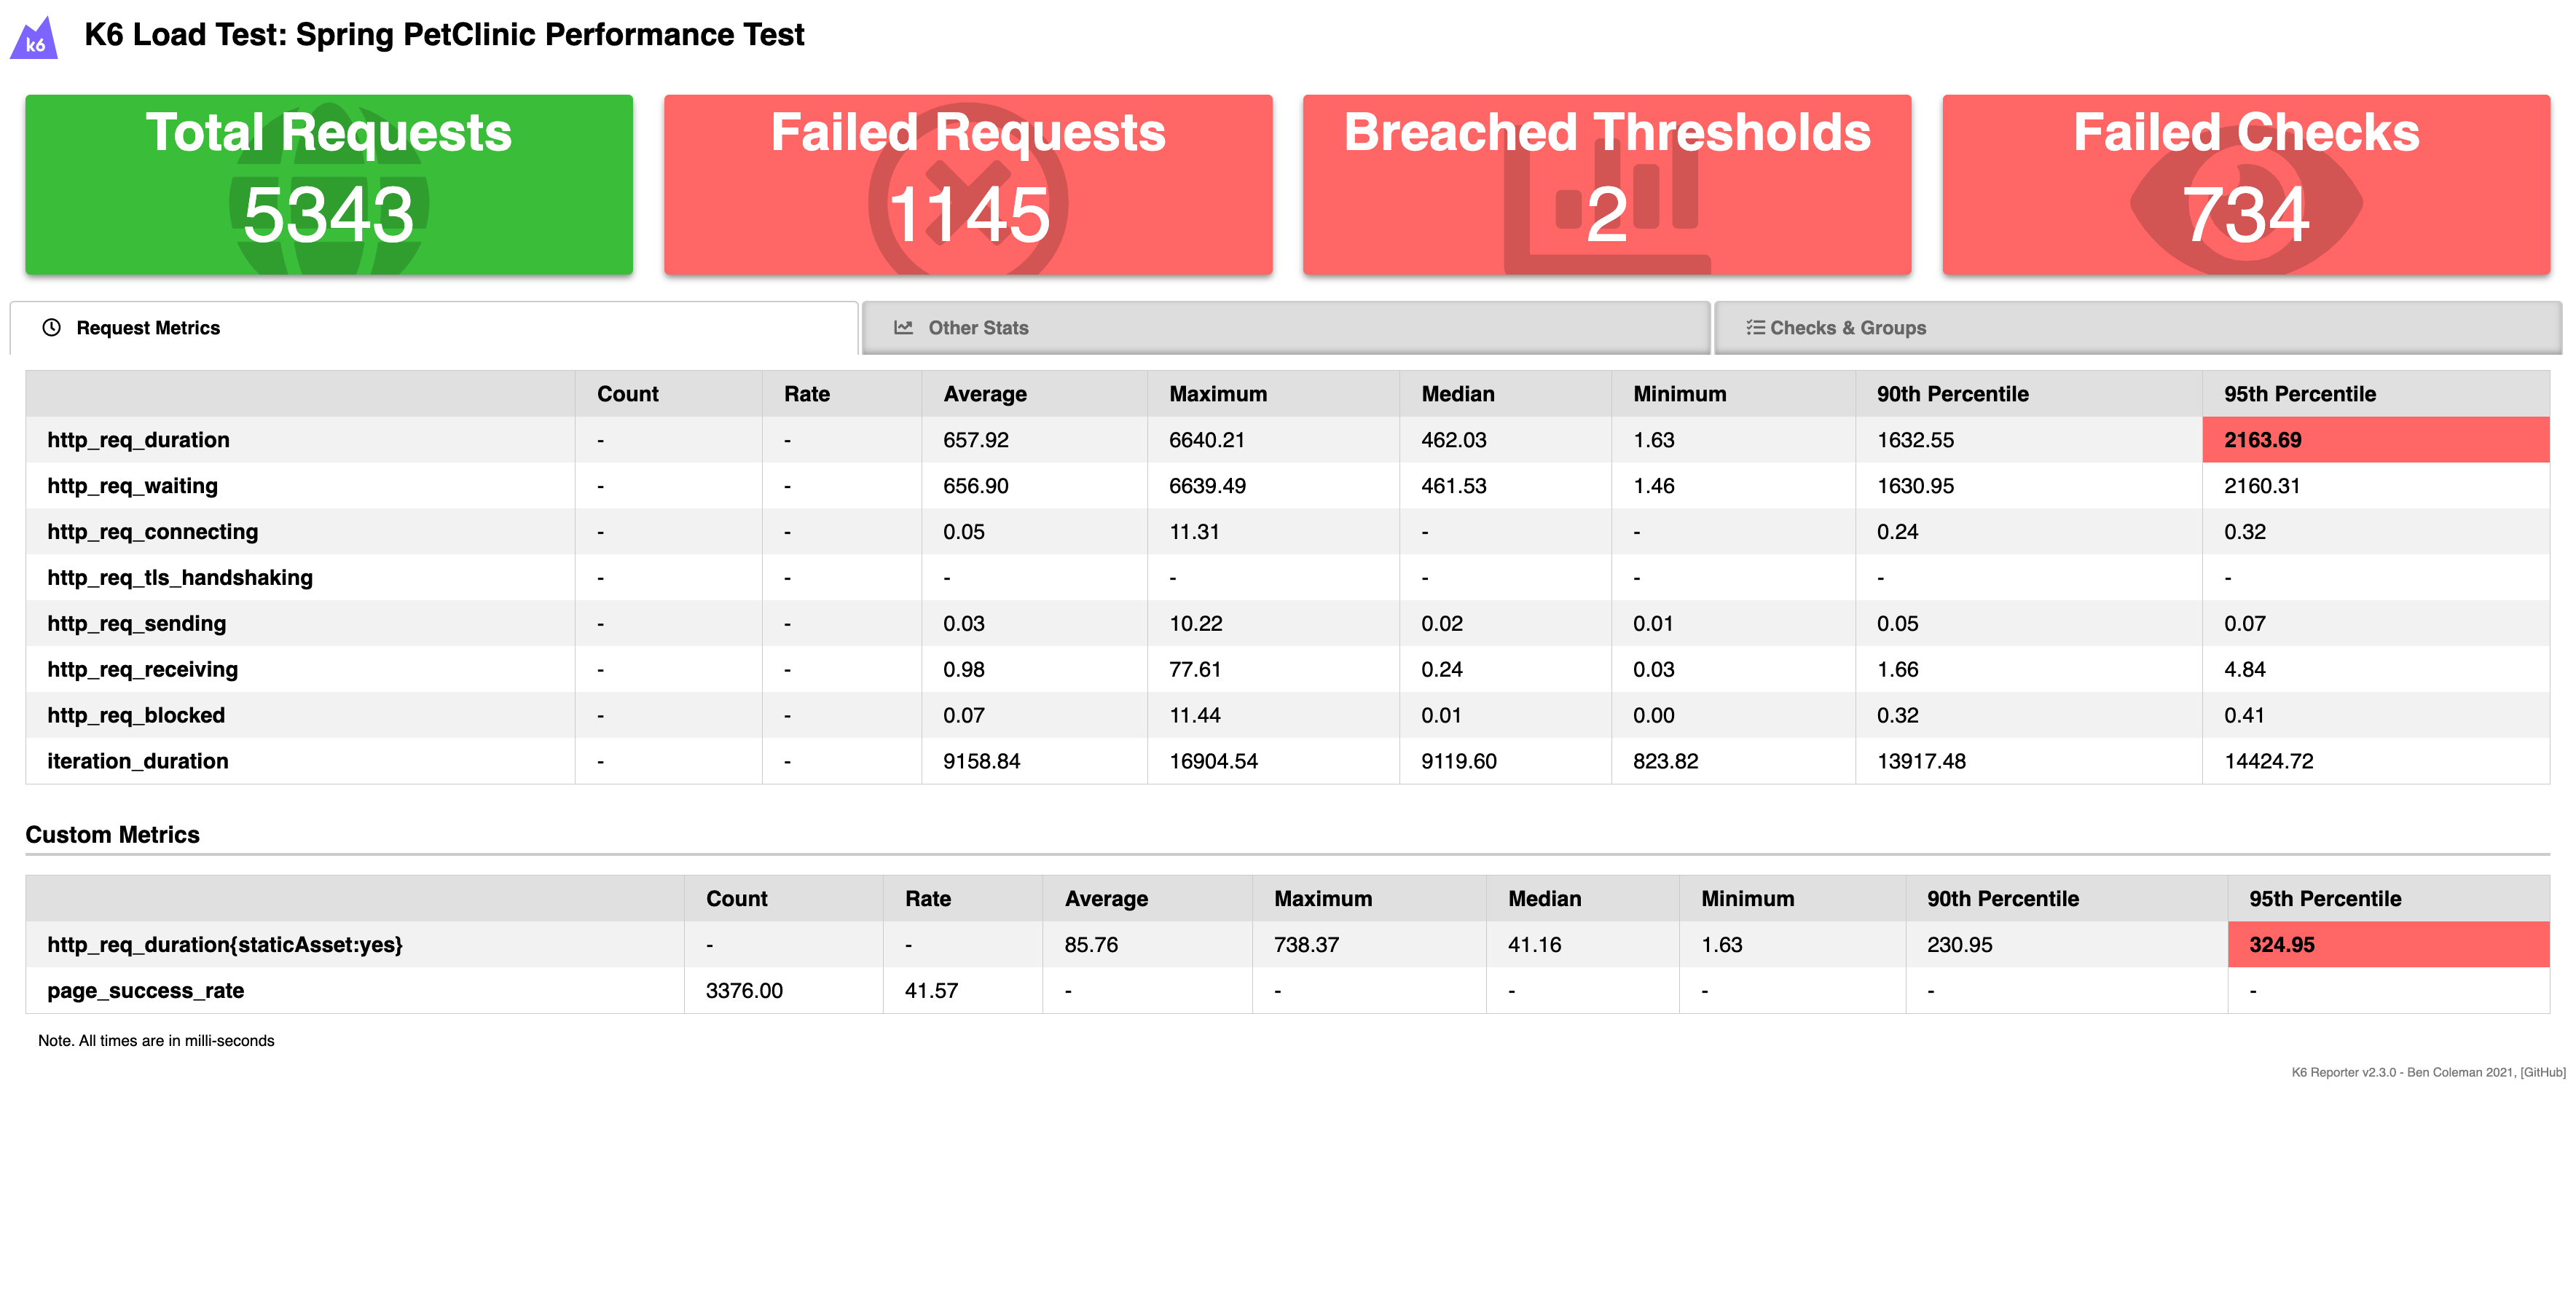 k6
K6 Load Test: Spring PetClinic Performance Test
Total Requests
5343
Failed Requests
1145
Breached Thresholds
2
Failed Checks
734
Request Metrics
Other Stats
Checks & Groups
Count Rate Average Maximum Median Minimum 90th Percentile 95th Percentile
http_req_duration - - 657.92 6640.21 462.03 1.63 1632.55 2163.69
http_req_waiting - - 656.90 6639.49 461.53 1.46 1630.95 2160.31
http_req_connecting - - 0.05 11.31 - - 0.24 0.32
http_req_tls_handshaking - - - - - - - -
http_req_sending - - 0.03 10.22 0.02 0.01 0.05 0.07
http_req_receiving - - 0.98 77.61 0.24 0.03 1.66 4.84
http_req_blocked - - 0.07 11.44 0.01 0.00 0.32 0.41
iteration_duration - - 9158.84 16904.54 9119.60 823.82 13917.48 14424.72
Custom Metrics
Count Rate Average Maximum Median Minimum 90th Percentile 95th Percentile
http_req_duration{staticAsset:yes} - - 85.76 738.37 41.16 1.63 230.95 324.95
page_success_rate 3376.00 41.57 - - - - - -
Note. All times are in milli-seconds
K6 Reporter v2.3.0 - Ben Coleman 2021, [GitHub]